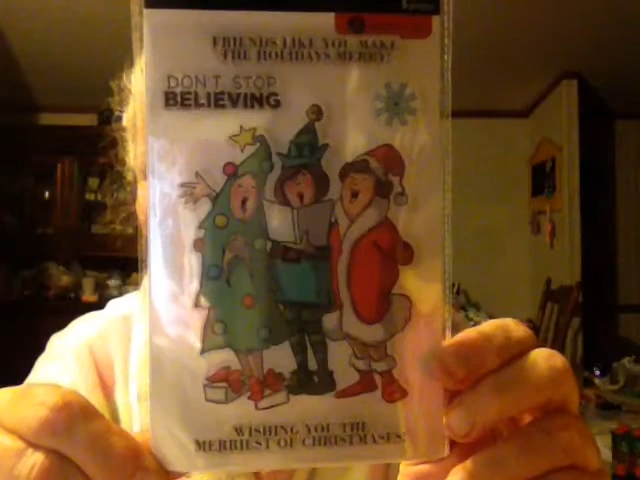 FRIENDS LIKE YOU MAKE
THE HOLIDAYS MERRY!
DON'T STOP
BELIEVING
WISHING YOU THE
MERRIEST OF CHRISTMASES!